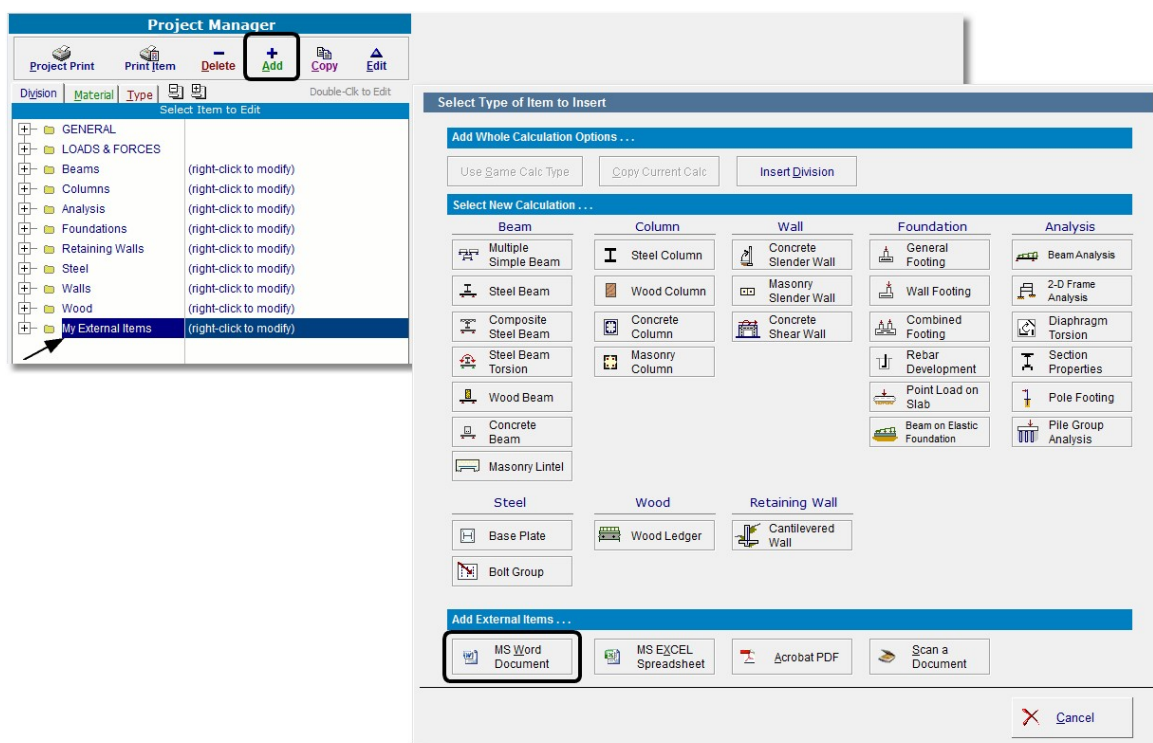 Project Manager
Project Print
Print Item
Delete
Add
Copy
Edit
Division
Material
Type
Double-Clk to Edit
Select Item to Edit
GENERAL
LOADS & FORCES
Beams (right-click to modify)
Columns (right-click to modify)
Analysis (right-click to modify)
Foundations (right-click to modify)
Retaining Walls (right-click to modify)
Steel (right-click to modify)
Walls (right-click to modify)
Wood (right-click to modify)
My External Items (right-click to modify)
Select Type of Item to Insert
Add Whole Calculation Options . . .
Use Same Calc Type
Copy Current Calc
Insert Division
Select New Calculation . . .
Beam
Multiple
Simple Beam
Steel Beam
Composite
Steel Beam
Steel Beam
Torsion
Wood Beam
Concrete
Beam
Masonry Lintel
Column
Steel Column
Wood Column
Concrete
Column
Masonry
Column
Wall
Concrete
Slender Wall
Masonry
Slender Wall
Concrete
Shear Wall
Foundation
General
Footing
Wall Footing
Combined
Footing
Rebar
Development
Point Load on
Slab
Beam on Elastic
Foundation
Analysis
Beam Analysis
2-D Frame
Analysis
Diaphragm
Torsion
Section
Properties
Pole Footing
Pile Group
Analysis
Steel
Base Plate
Bolt Group
Wood
Wood Ledger
Retaining Wall
Cantilevered
Wall
Add External Items . . .
MS Word
Document
MS EXCEL
Spreadsheet
Acrobat PDF
Scan a
Document
Cancel